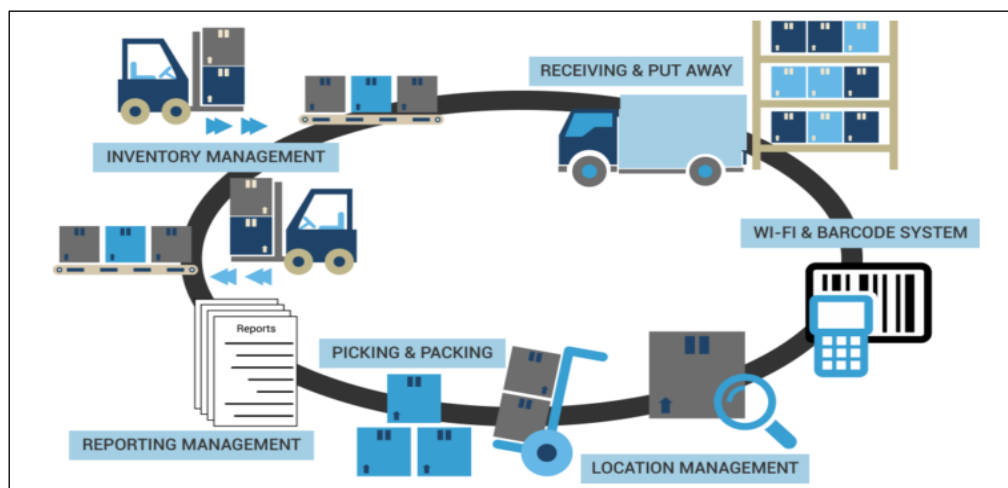 RECEIVING & PUT AWAY
INVENTORY MANAGEMENT
WI-FI & BARCODE SYSTEM
Reports
PICKING & PACKING
REPORTING MANAGEMENT
LOCATION MANAGEMENT